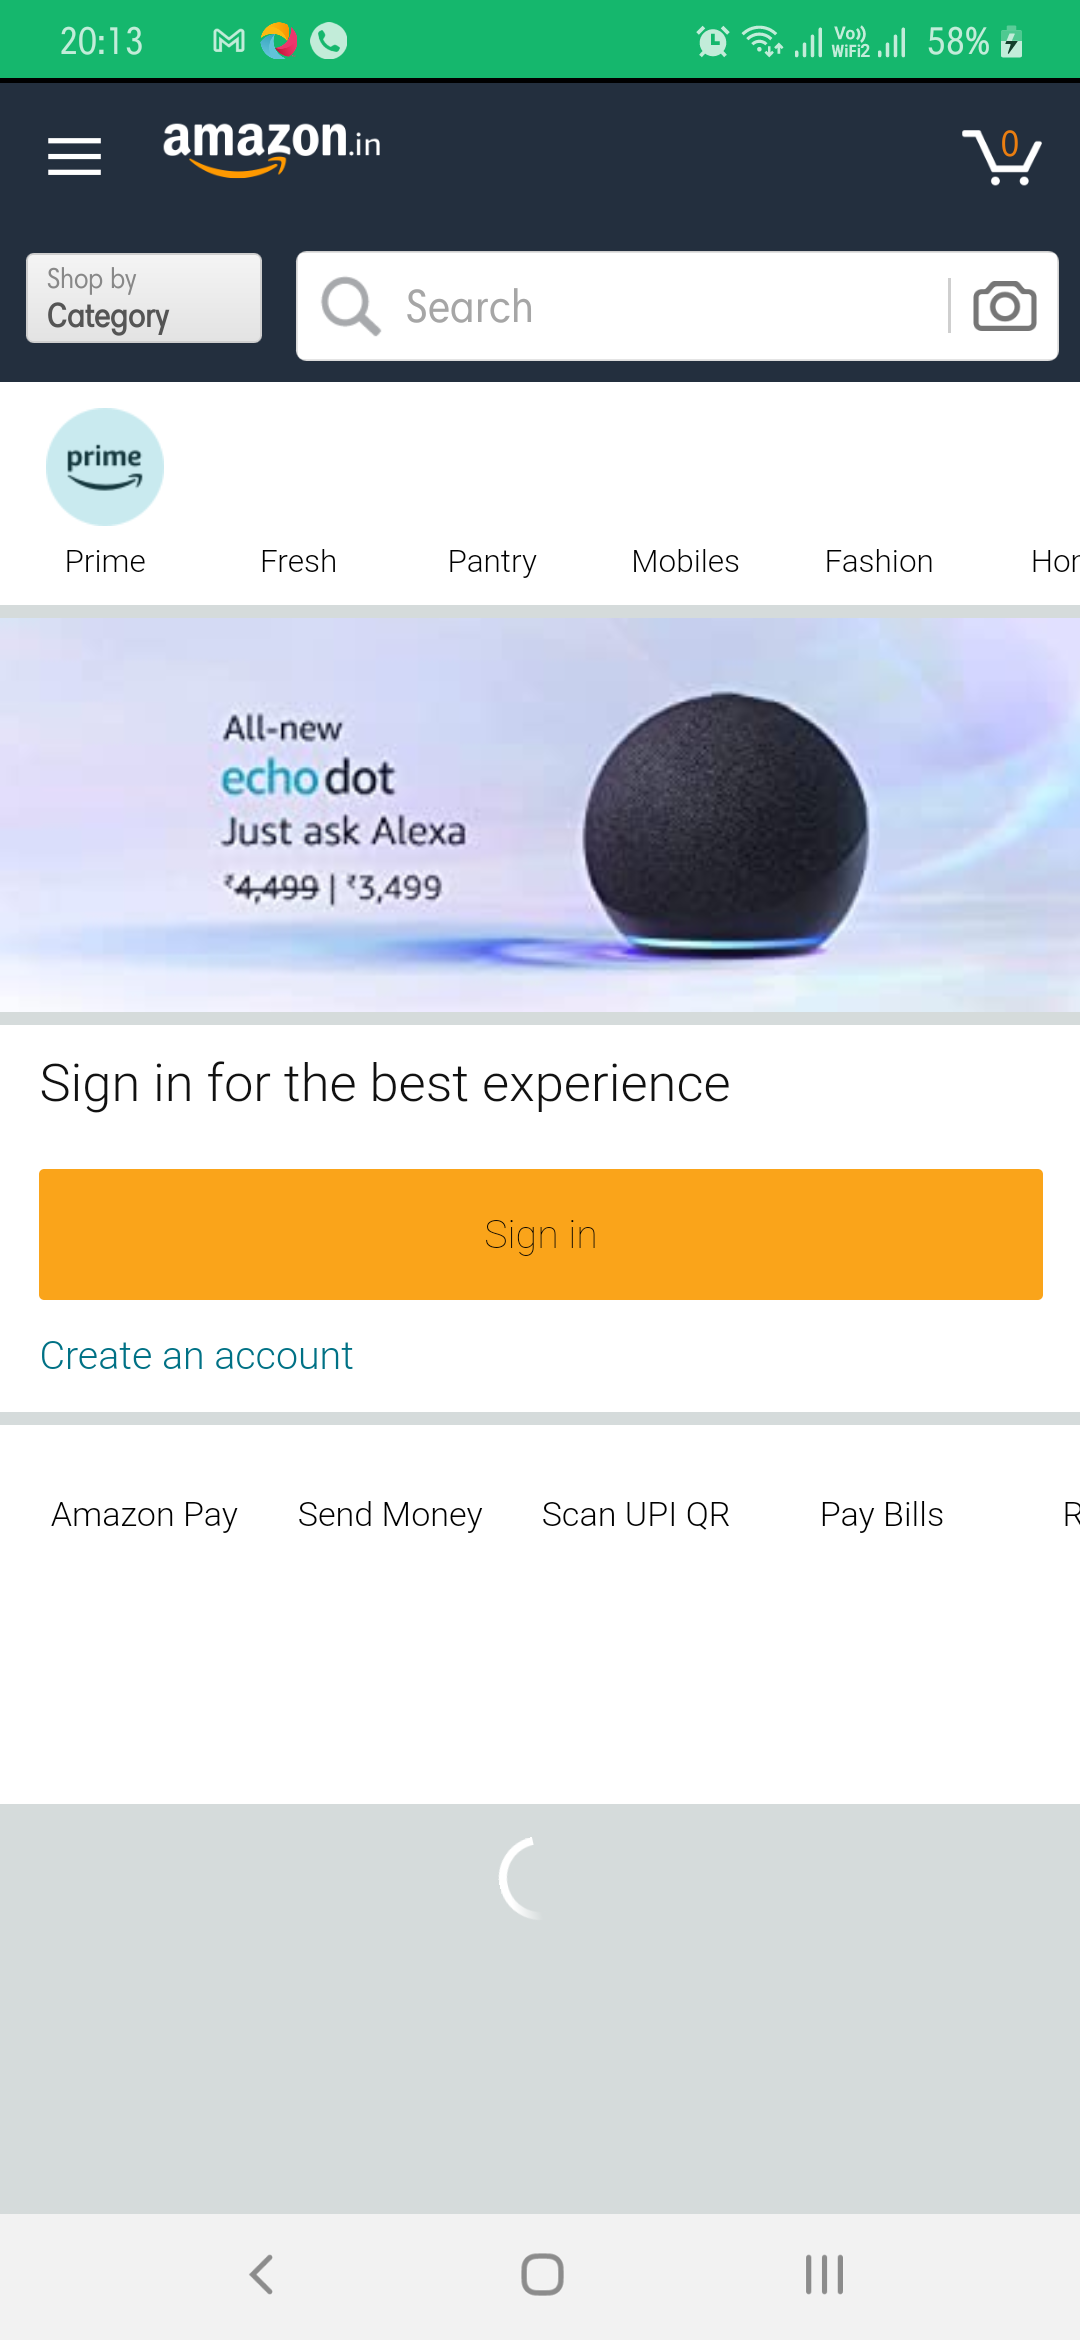 20:13
Vo))
WiFi2
58%
amazon.in
0
Shop by
Category
Search
prime
Prime Fresh Pantry Mobiles Fashion Hor
All-new
echo dot
Just ask Alexa
₹4,499 | ₹3,499
Sign in for the best experience
Sign in
Create an account
Amazon Pay Send Money Scan UPI QR Pay Bills R